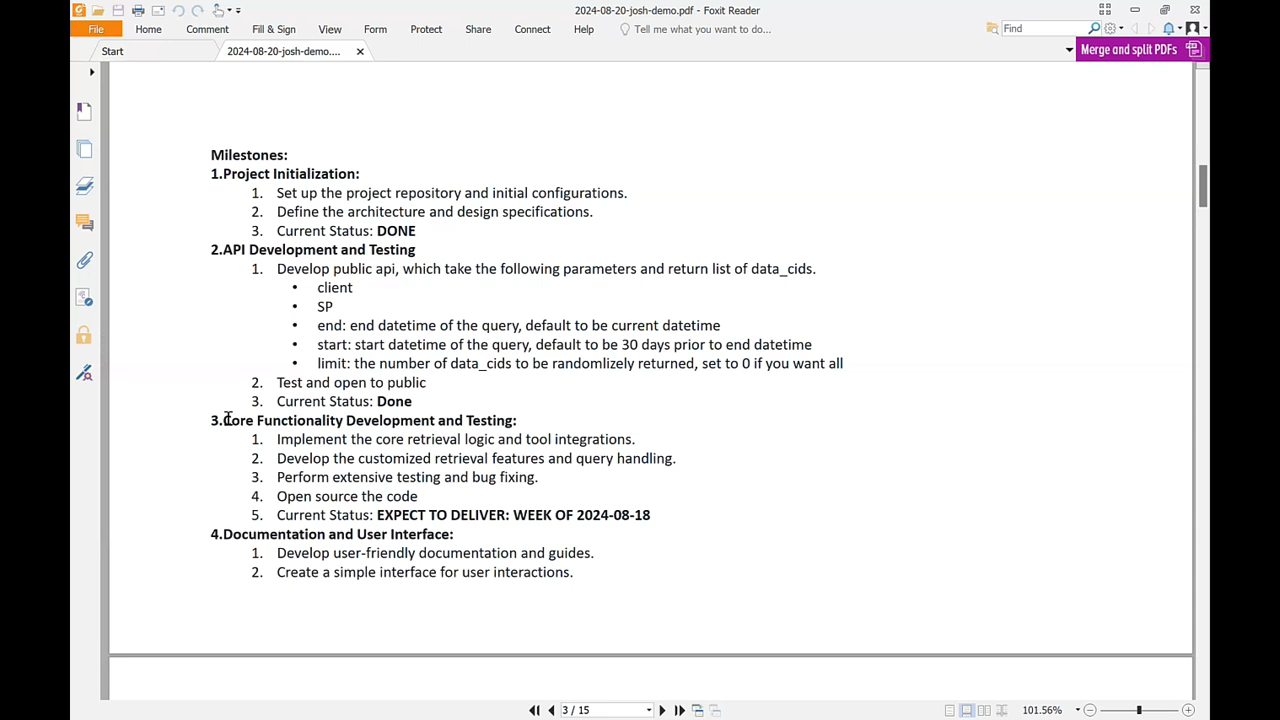 2024-08-20-josh-demo.pdf - Foxit Reader
File Home Comment Fill & Sign View Form Protect Share Connect Help Tell me what you want to do... Find
Start 2024-08-20-josh-demo.... Merge and split PDFs
Milestones:
1.Project Initialization:
1. Set up the project repository and initial configurations.
2. Define the architecture and design specifications.
3. Current Status: DONE
2.API Development and Testing
1. Develop public api, which take the following parameters and return list of data_cids.
• client
• SP
• end: end datetime of the query, default to be current datetime
• start: start datetime of the query, default to be 30 days prior to end datetime
• limit: the number of data_cids to be randomlizely returned, set to 0 if you want all
2. Test and open to public
3. Current Status: Done
3.Core Functionality Development and Testing:
1. Implement the core retrieval logic and tool integrations.
2. Develop the customized retrieval features and query handling.
3. Perform extensive testing and bug fixing.
4. Open source the code
5. Current Status: EXPECT TO DELIVER: WEEK OF 2024-08-18
4.Documentation and User Interface:
1. Develop user-friendly documentation and guides.
2. Create a simple interface for user interactions.
3 / 15 101.56%